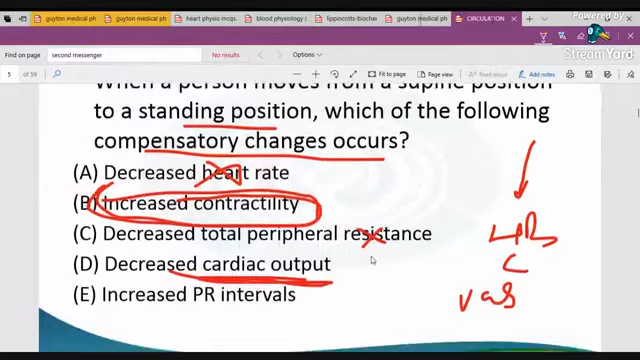 guyton medical ph
guyton medical ph
heart physio mcqs.
blood physiology (
lippincotts-bioche
guyton medical ph
CIRCULATION
Powered by
StreamYard
Find on page
second messenger
No results
Options
5
of 59
Fit to page
Page view
Read aloud
Add notes
When a person moves from a supine position
to a standing position, which of the following
compensatory changes occurs?
(A) Decreased heart rate
(B) Increased contractility
(C) Decreased total peripheral resistance
(D) Decreased cardiac output
(E) Increased PR intervals
HR
C
vas